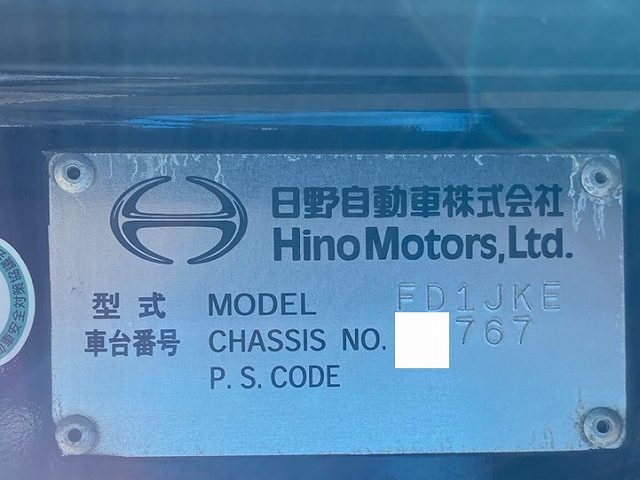 日野自動車株式会社
Hino Motors, Ltd.
型式 MODEL FD1JKE
車台番号 CHASSIS NO. 767
P. S. CODE